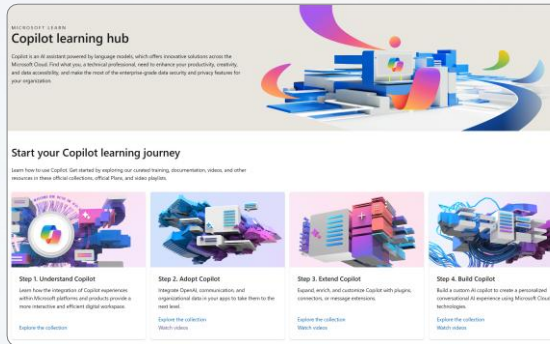 MICROSOFT LEARN
Copilot learning hub
Copilot is an AI assistant powered by language models, which offers innovative solutions across the
Microsoft Cloud. Find what you, a technical professional, need to enhance your productivity, creativity,
and data accessibility, and make the most of the enterprise-grade data security and privacy features for
your organization.
Start your Copilot learning journey
Learn how to use Copilot. Get started by exploring our curated training, documentation, videos, and other
resources in these official collections, official Plans, and video playlists.
Step 1. Understand Copilot
Learn how the integration of Copilot experiences
within Microsoft platforms and products provide a
more interactive and efficient digital workspace.
Explore the collection
Step 2. Adopt Copilot
Integrate OpenAI, communication, and
organizational data in your apps to take them to the
next level.
Explore the collection
Watch videos
Step 3. Extend Copilot
Expand, enrich, and customize Copilot with plugins,
connectors, or message extensions.
Explore the collection
Watch videos
Step 4. Build Copilot
Build a custom AI copilot to create a personalized
conversational AI experience using Microsoft Cloud
technologies.
Explore the collection
Watch videos